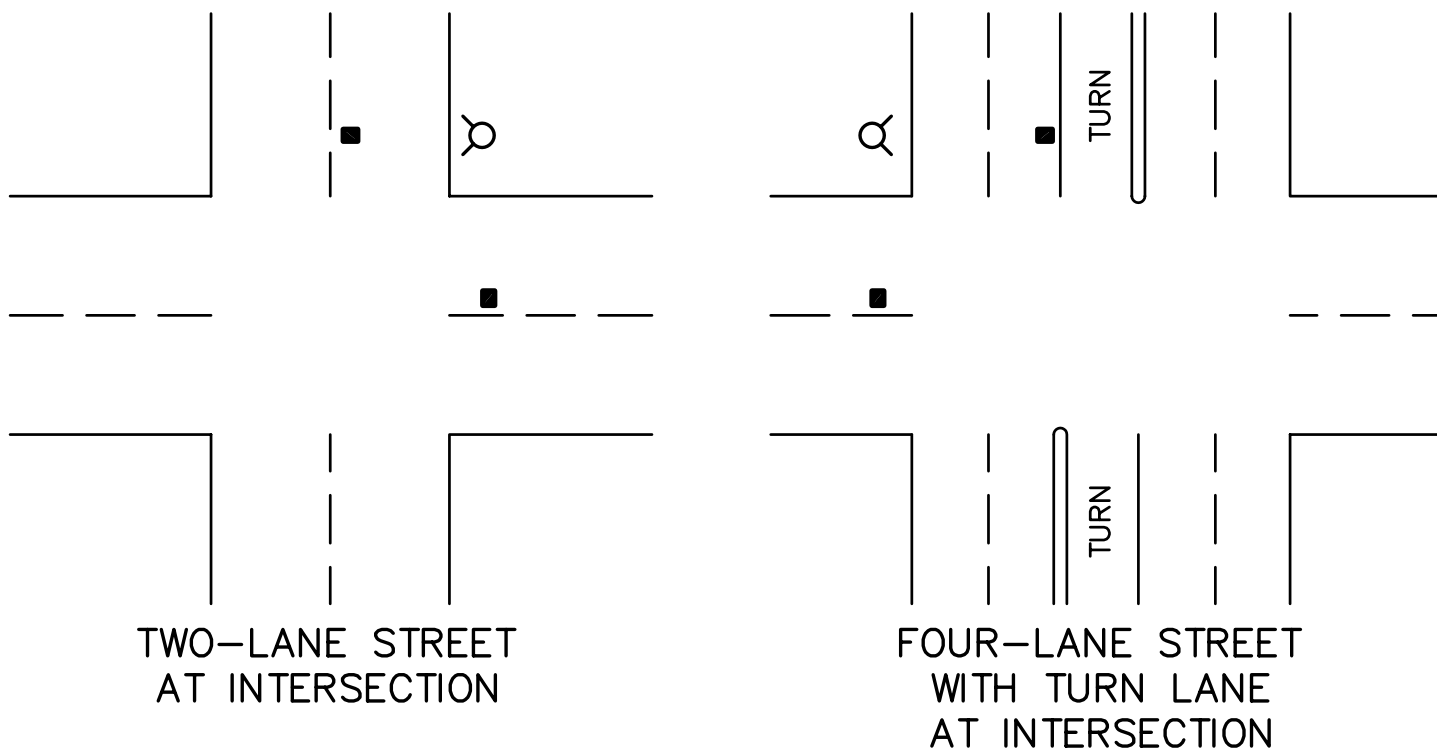 TURN
TURN
TWO-LANE STREET
AT INTERSECTION
FOUR-LANE STREET
WITH TURN LANE
AT INTERSECTION